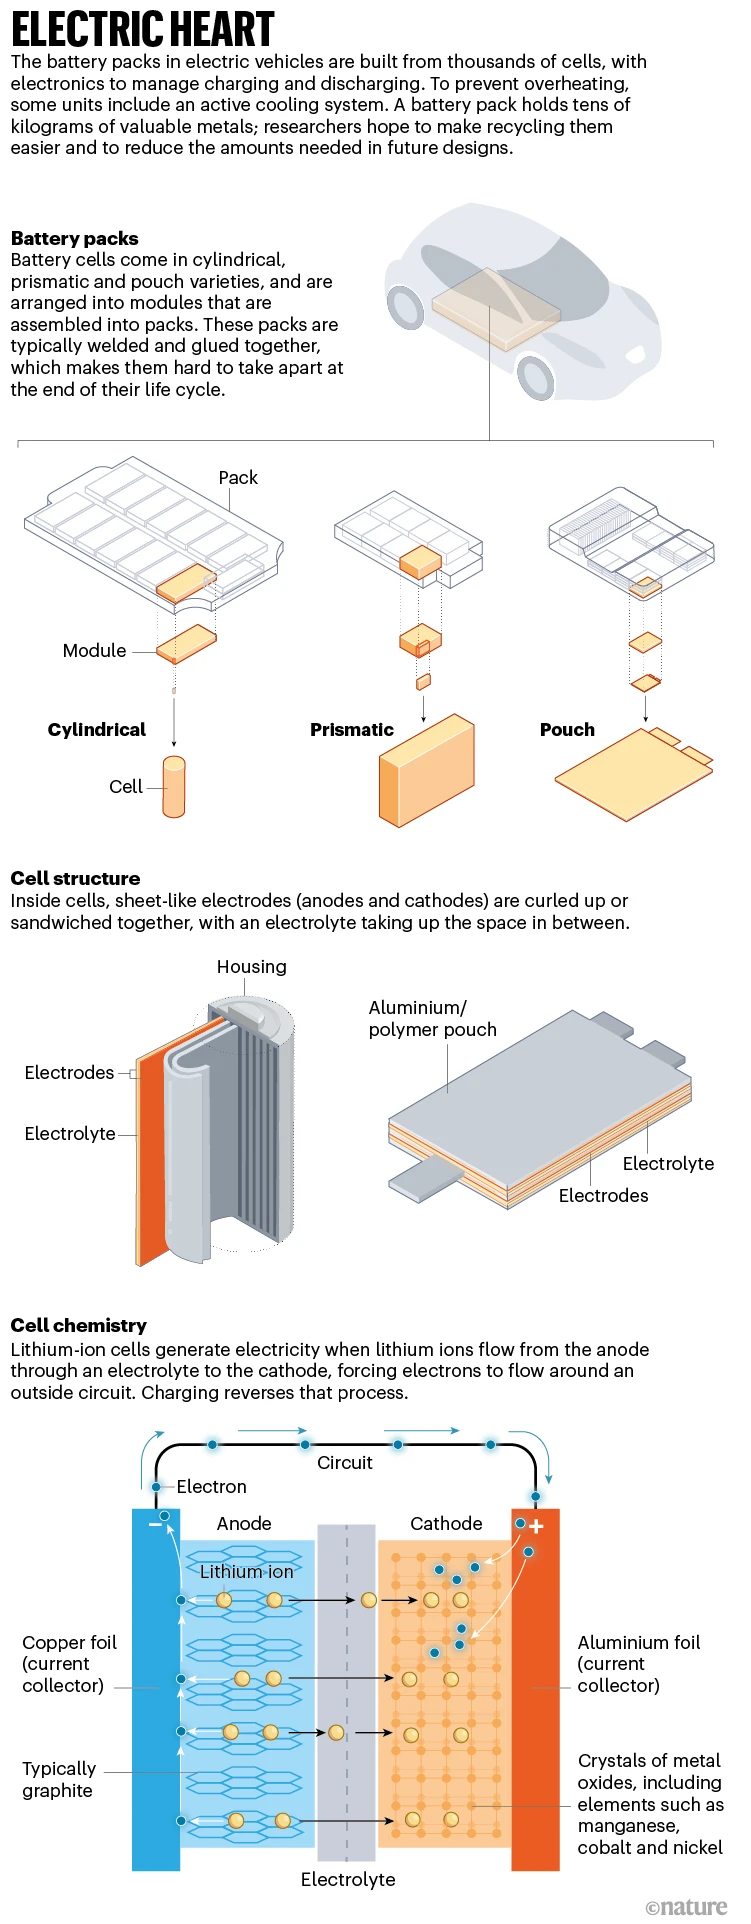 ELECTRIC HEART
The battery packs in electric vehicles are built from thousands of cells, with
electronics to manage charging and discharging. To prevent overheating,
some units include an active cooling system. A battery pack holds tens of
kilograms of valuable metals; researchers hope to make recycling them
easier and to reduce the amounts needed in future designs.
Battery packs
Battery cells come in cylindrical,
prismatic and pouch varieties, and are
arranged into modules that are
assembled into packs. These packs are
typically welded and glued together,
which makes them hard to take apart at
the end of their life cycle.
Pack
Module
Cylindrical
Prismatic
Pouch
Cell
Cell structure
Inside cells, sheet-like electrodes (anodes and cathodes) are curled up or
sandwiched together, with an electrolyte taking up the space in between.
Housing
Electrodes
Electrolyte
Aluminium/
polymer pouch
Electrolyte
Electrodes
Cell chemistry
Lithium-ion cells generate electricity when lithium ions flow from the anode
through an electrolyte to the cathode, forcing electrons to flow around an
outside circuit. Charging reverses that process.
Circuit
Electron
–
Anode
Cathode
+
Lithium ion
Copper foil
(current
collector)
Aluminium foil
(current
collector)
Typically
graphite
Crystals of metal
oxides, including
elements such as
manganese,
cobalt and nickel
Electrolyte
©nature